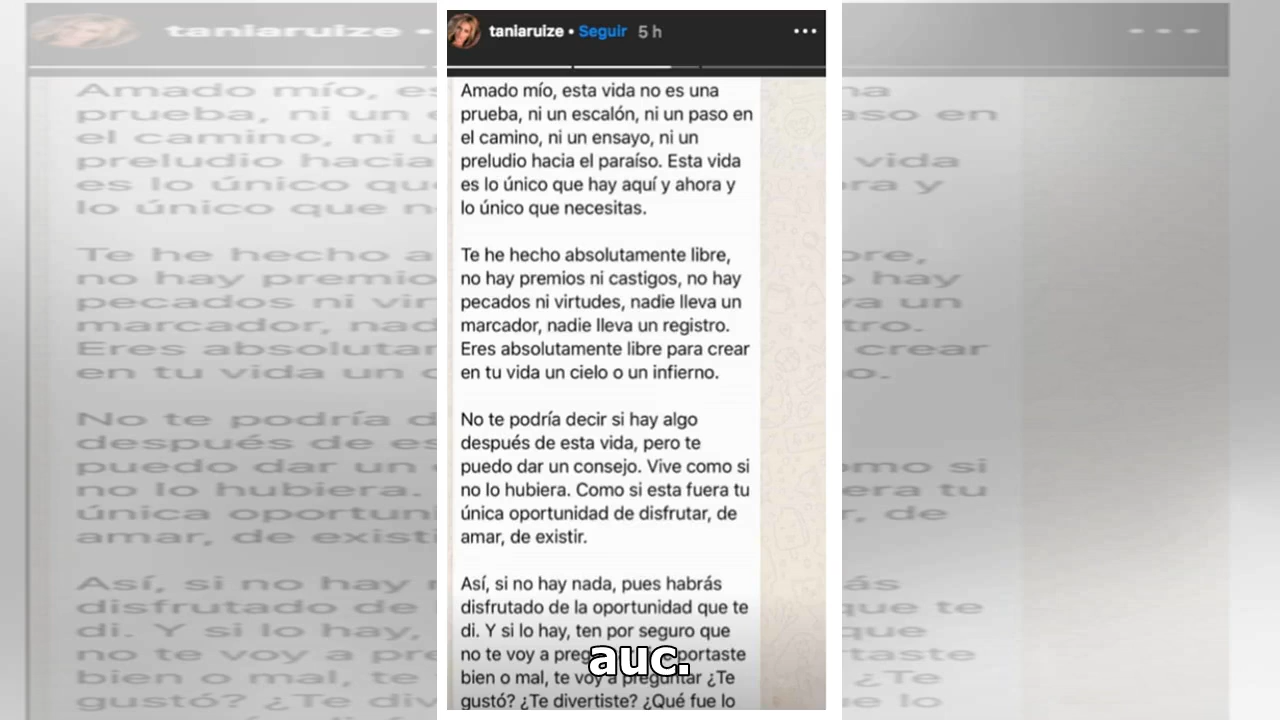 taniaruize • Seguir 5 h
Amado mío, esta vida no es una
prueba, ni un escalón, ni un paso en
el camino, ni un ensayo, ni un
preludio hacia el paraíso. Esta vida
es lo único que hay aquí y ahora y
lo único que necesitas.
Te he hecho absolutamente libre,
no hay premios ni castigos, no hay
pecados ni virtudes, nadie lleva un
marcador, nadie lleva un registro.
Eres absolutamente libre para crear
en tu vida un cielo o un infierno.
No te podría decir si hay algo
después de esta vida, pero te
puedo dar un consejo. Vive como si
no lo hubiera. Como si esta fuera tu
única oportunidad de disfrutar, de
amar, de existir.
Así, si no hay nada, pues habrás
disfrutado de la oportunidad que te
di. Y si lo hay, ten por seguro que
no te voy a
auc.
bien o mal, te voy a preguntar ¿Te
gustó? ¿Te divertiste? ¿Qué fue lo